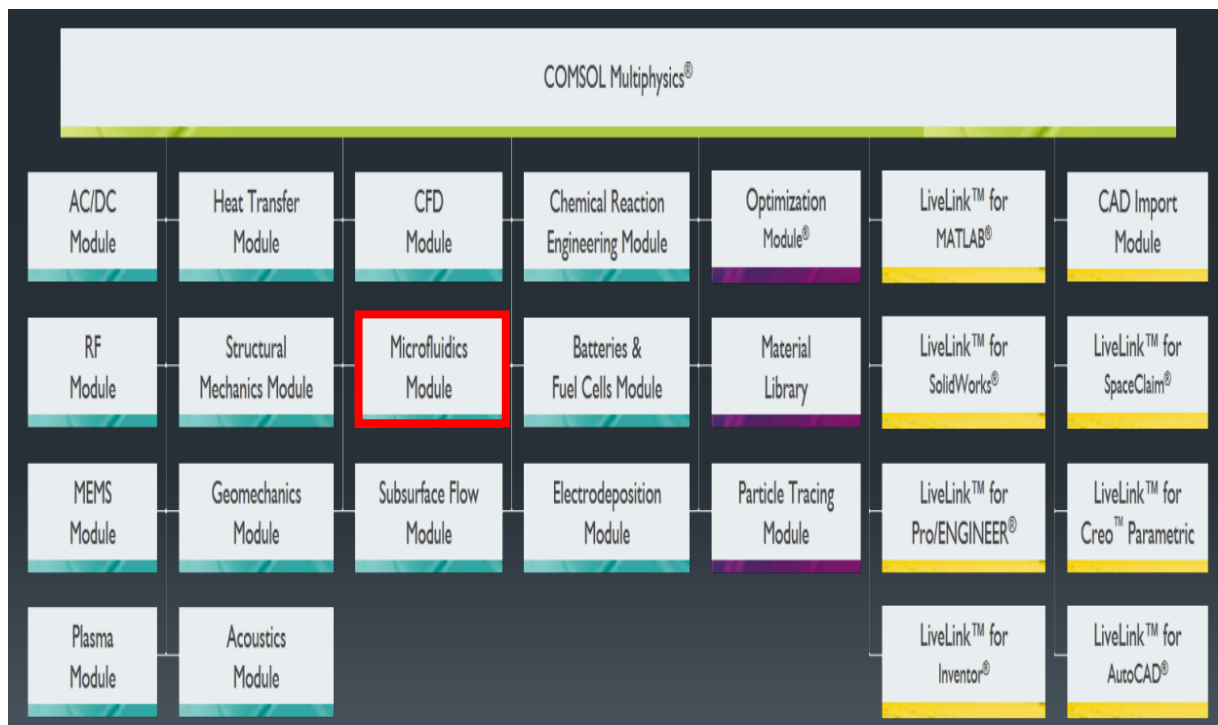 COMSOL Multiphysics®
AC/DC
Module
Heat Transfer
Module
CFD
Module
Chemical Reaction
Engineering Module
Optimization
Module®
LiveLink™ for
MATLAB®
CAD Import
Module
RF
Module
Structural
Mechanics Module
Microfluidics
Module
Batteries &
Fuel Cells Module
Material
Library
LiveLink™ for
SolidWorks®
LiveLink™ for
SpaceClaim®
MEMS
Module
Geomechanics
Module
Subsurface Flow
Module
Electrodeposition
Module
Particle Tracing
Module
LiveLink™ for
Pro/ENGINEER®
LiveLink™ for
Creo™ Parametric
Plasma
Module
Acoustics
Module
LiveLink™ for
Inventor®
LiveLink™ for
AutoCAD®